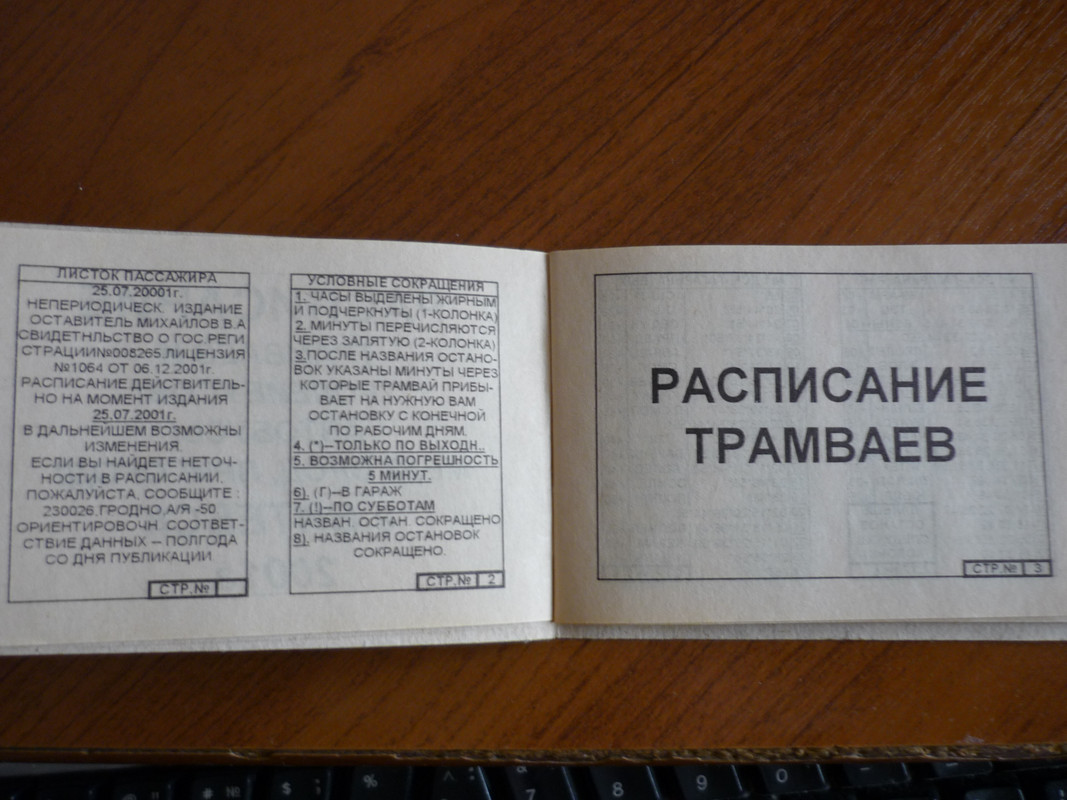 ЛИСТОК ПАССАЖИРА
25.07.20001г.
НЕПЕРИОДИЧЕСК. ИЗДАНИЕ
ОСТАВИТЕЛЬ МИХАЙЛОВ В.А
СВИДЕТНЛЬСТВО О ГОС.РЕГИ
СТРАЦИИ№008265.ЛИЦЕНЗИЯ
№1064 ОТ 06.12.2001г.
РАСПИСАНИЕ ДЕЙСТВИТЕЛЬ-
НО НА МОМЕНТ ИЗДАНИЯ
25.07.2001г.
В ДАЛЬНЕЙШЕМ ВОЗМОЖНЫ
ИЗМЕНЕНИЯ.
ЕСЛИ ВЫ НАЙДЕТЕ НЕТОЧ-
НОСТИ В РАСПИСАНИИ,
ПОЖАЛУЙСТА, СООБЩИТЕ :
230026,ГРОДНО,А/Я -50
ОРИЕНТИРОВОЧН. СООТВЕТ-
СТВИЕ ДАННЫХ – ПОЛГОДА
СО ДНЯ ПУБЛИКАЦИИ
СТР.№
УСЛОВНЫЕ СОКРАЩЕНИЯ
1. ЧАСЫ ВЫДЕЛЕНЫ ЖИРНЫМ
И ПОДЧЕРКНУТЫ (1-КОЛОНКА)
2. МИНУТЫ ПЕРЕЧИСЛЯЮТСЯ
ЧЕРЕЗ ЗАПЯТУЮ (2-КОЛОНКА)
3.ПОСЛЕ НАЗВАНИЯ ОСТАНО-
ВОК УКАЗАНЫ МИНУТЫ ЧЕРЕЗ
КОТОРЫЕ ТРАМВАЙ ПРИБЫ-
ВАЕТ НА НУЖНУЮ ВАМ
ОСТАНОВКУ С КОНЕЧНОЙ
ПО РАБОЧИМ ДНЯМ.
4. (*)–ТОЛЬКО ПО ВЫХОДН..
5. ВОЗМОЖНА ПОГРЕШНОСТЬ
5 МИНУТ.
6). (Г)–В ГАРАЖ
7. (!)–ПО СУББОТАМ
НАЗВАН. ОСТАН. СОКРАЩЕНО
8). НАЗВАНИЯ ОСТАНОВОК
СОКРАЩЕНО.
СТР.№ 2
РАСПИСАНИЕ
ТРАМВАЕВ
СТР.№ 3
# № $ ; % ^ : & 7 8 9 0